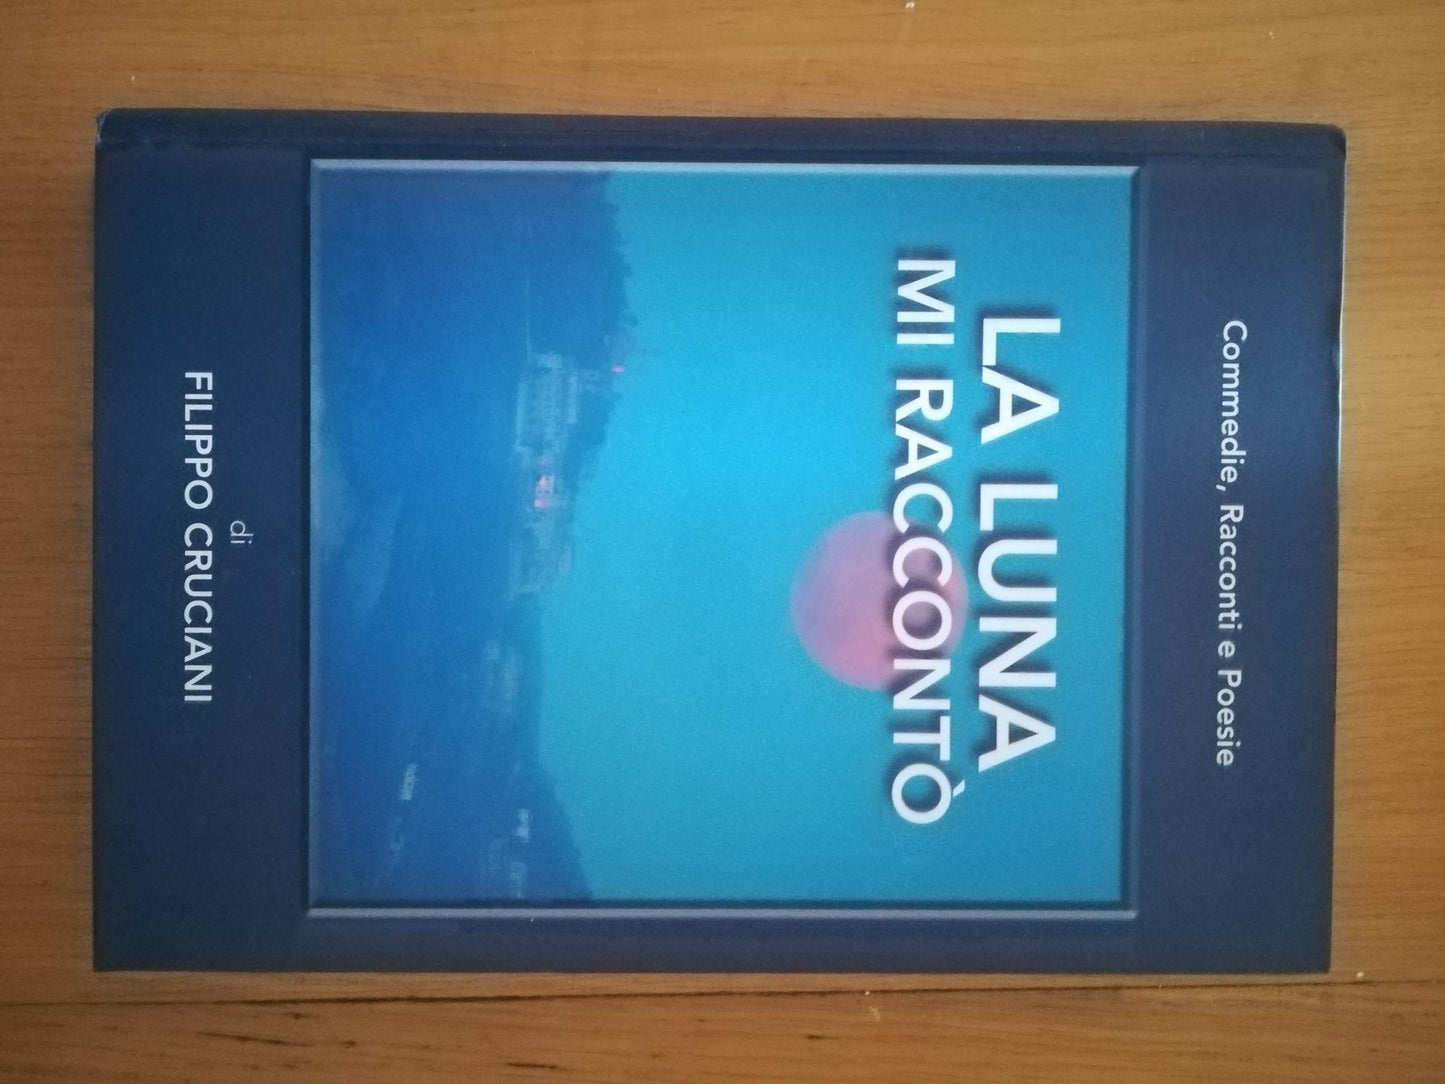 Commedie, Racconti e Poesie
LA LUNA
MI RACCONTÒ
di
FILIPPO CRUCIANI